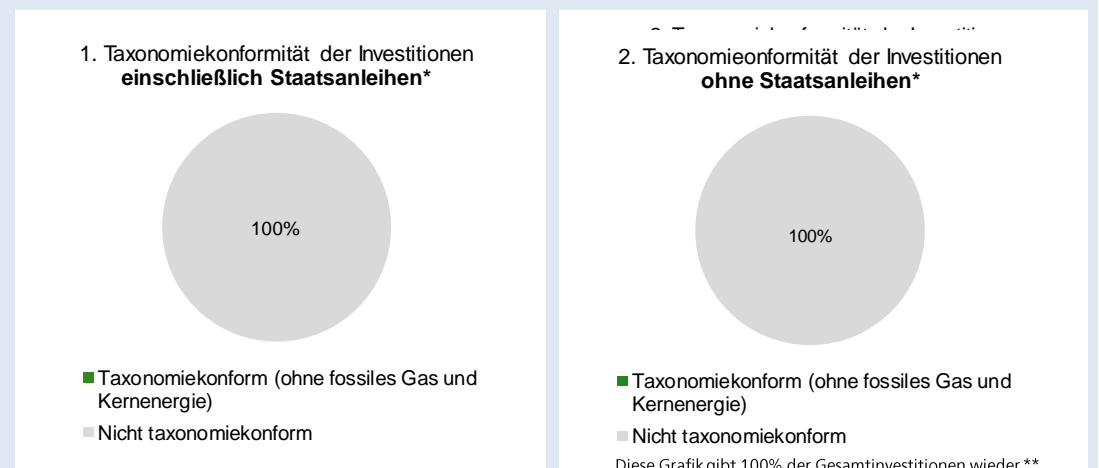 1. Taxonomiekonformität der Investitionen
einschließlich Staatsanleihen*
100%
Taxonomiekonform (ohne fossiles Gas und
Kernenergie)
Nicht taxonomiekonform
2. Taxonomieonformität der Investitionen
ohne Staatsanleihen*
100%
Taxonomiekonform (ohne fossiles Gas und
Kernenergie)
Nicht taxonomiekonform
Diese Grafik gibt 100% der Gesamtinvestitionen wieder.**